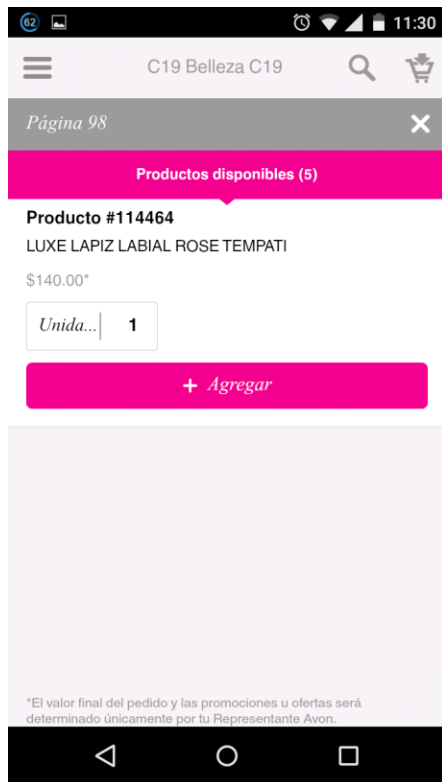 62
11:30
C19 Belleza C19
Página 98
Productos disponibles (5)
Producto #114464
LUXE LAPIZ LABIAL ROSE TEMPATI
$140.00*
Unida... 1
+ Agregar
*El valor final del pedido y las promociones u ofertas será
determinado únicamente por tu Representante Avon.